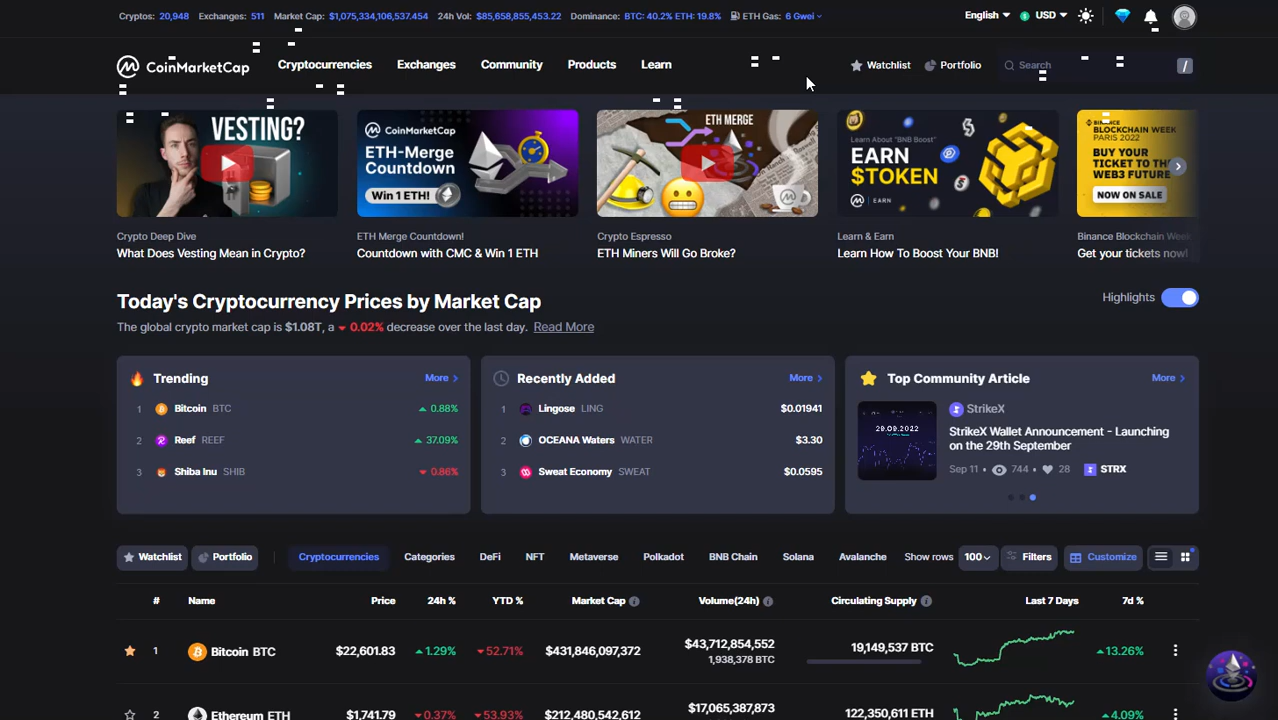 Cryptos: 20,948 Exchanges: 511 Market Cap: $1,075,334,106,537.454 24h Vol: $85,658,855,453.22 Dominance: BTC: 40.2% ETH: 19.8% ETH Gas: 6 Gwei English USD
CoinMarketCap Cryptocurrencies Exchanges Community Products Learn Watchlist Portfolio Search /
VESTING?
CoinMarketCap
ETH-Merge
Countdown
Win 1 ETH!
ETH MERGE
Learn About "BNB Boost"
EARN
$TOKEN
EARN
BINANCE
BLOCKCHAIN WEEK
PARIS 2022
BUY YOUR
TICKET TO TH
WEB3 FUTURE
NOW ON SALE
Crypto Deep Dive
What Does Vesting Mean in Crypto?
ETH Merge Countdown!
Countdown with CMC & Win 1 ETH
Crypto Espresso
ETH Miners Will Go Broke?
Learn & Earn
Learn How To Boost Your BNB!
Binance Blockchain Week
Get your tickets now!
Today's Cryptocurrency Prices by Market Cap
Highlights
The global crypto market cap is $1.08T, a 0.02% decrease over the last day. Read More
Trending More
1 Bitcoin BTC 0.88%
2 Reef REEF 37.09%
3 Shiba Inu SHIB 0.86%
Recently Added More
1 Lingose LING $0.01941
2 OCEANA Waters WATER $3.30
3 Sweat Economy SWEAT $0.0595
Top Community Article More
29.09.2022
StrikeX
StrikeX Wallet Announcement - Launching
on the 29th September
Sep 11 • 744 • 28 STRX
Watchlist Portfolio Cryptocurrencies Categories DeFi NFT Metaverse Polkadot BNB Chain Solana Avalanche Show rows 100 Filters Customize
# Name Price 24h % YTD % Market Cap Volume(24h) Circulating Supply Last 7 Days 7d %
1 Bitcoin BTC $22,601.83 1.29% 52.71% $431,846,097,372 $43,712,854,552 19,149,537 BTC 13.26%
1,938,378 BTC
2 Ethereum ETH $1,741.79 0.37% 53.93% $212,480,542,612 $17,065,387,873 122,350,611 ETH 4.09%